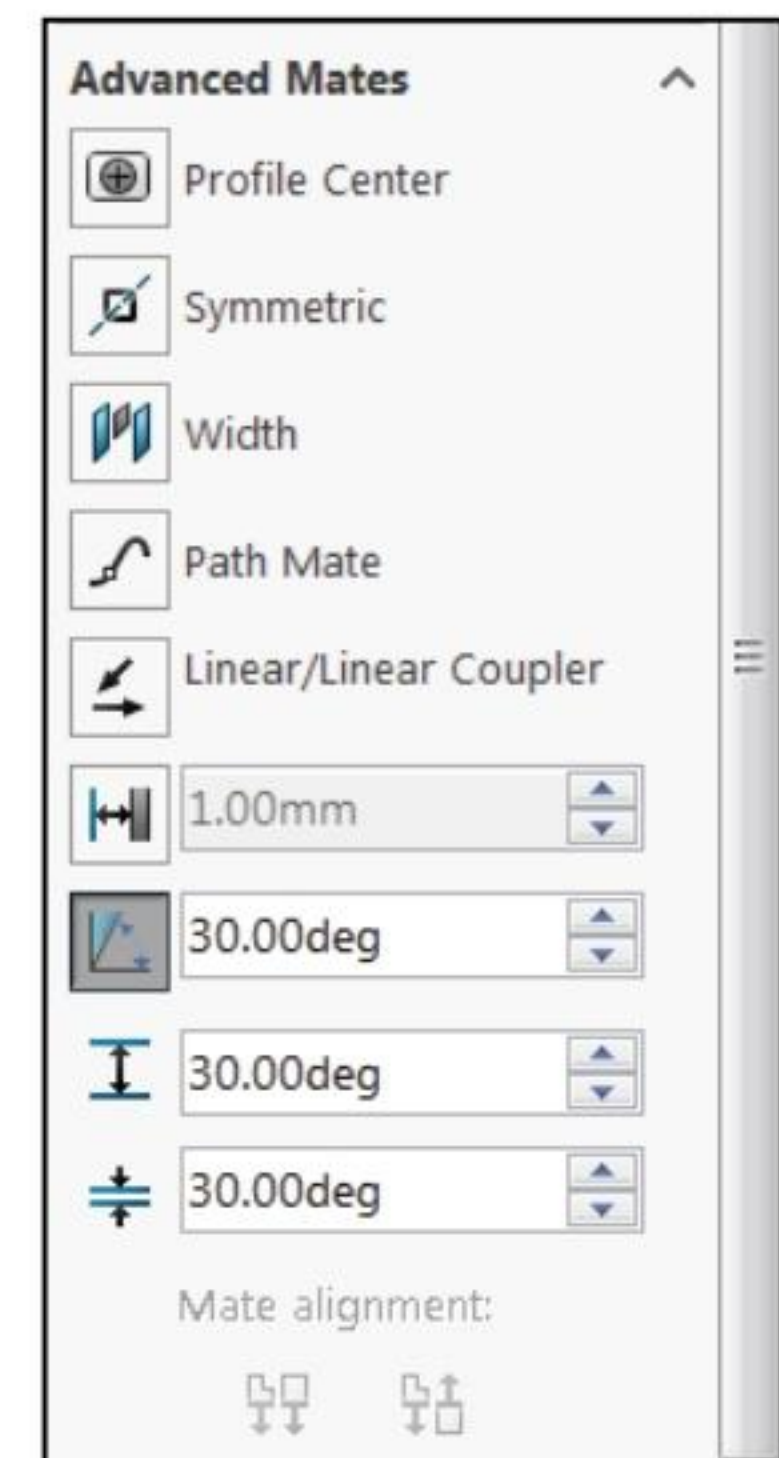 Advanced Mates
Profile Center
Symmetric
Width
Path Mate
Linear/Linear Coupler
1.00mm
30.00deg
30.00deg
30.00deg
Mate alignment: